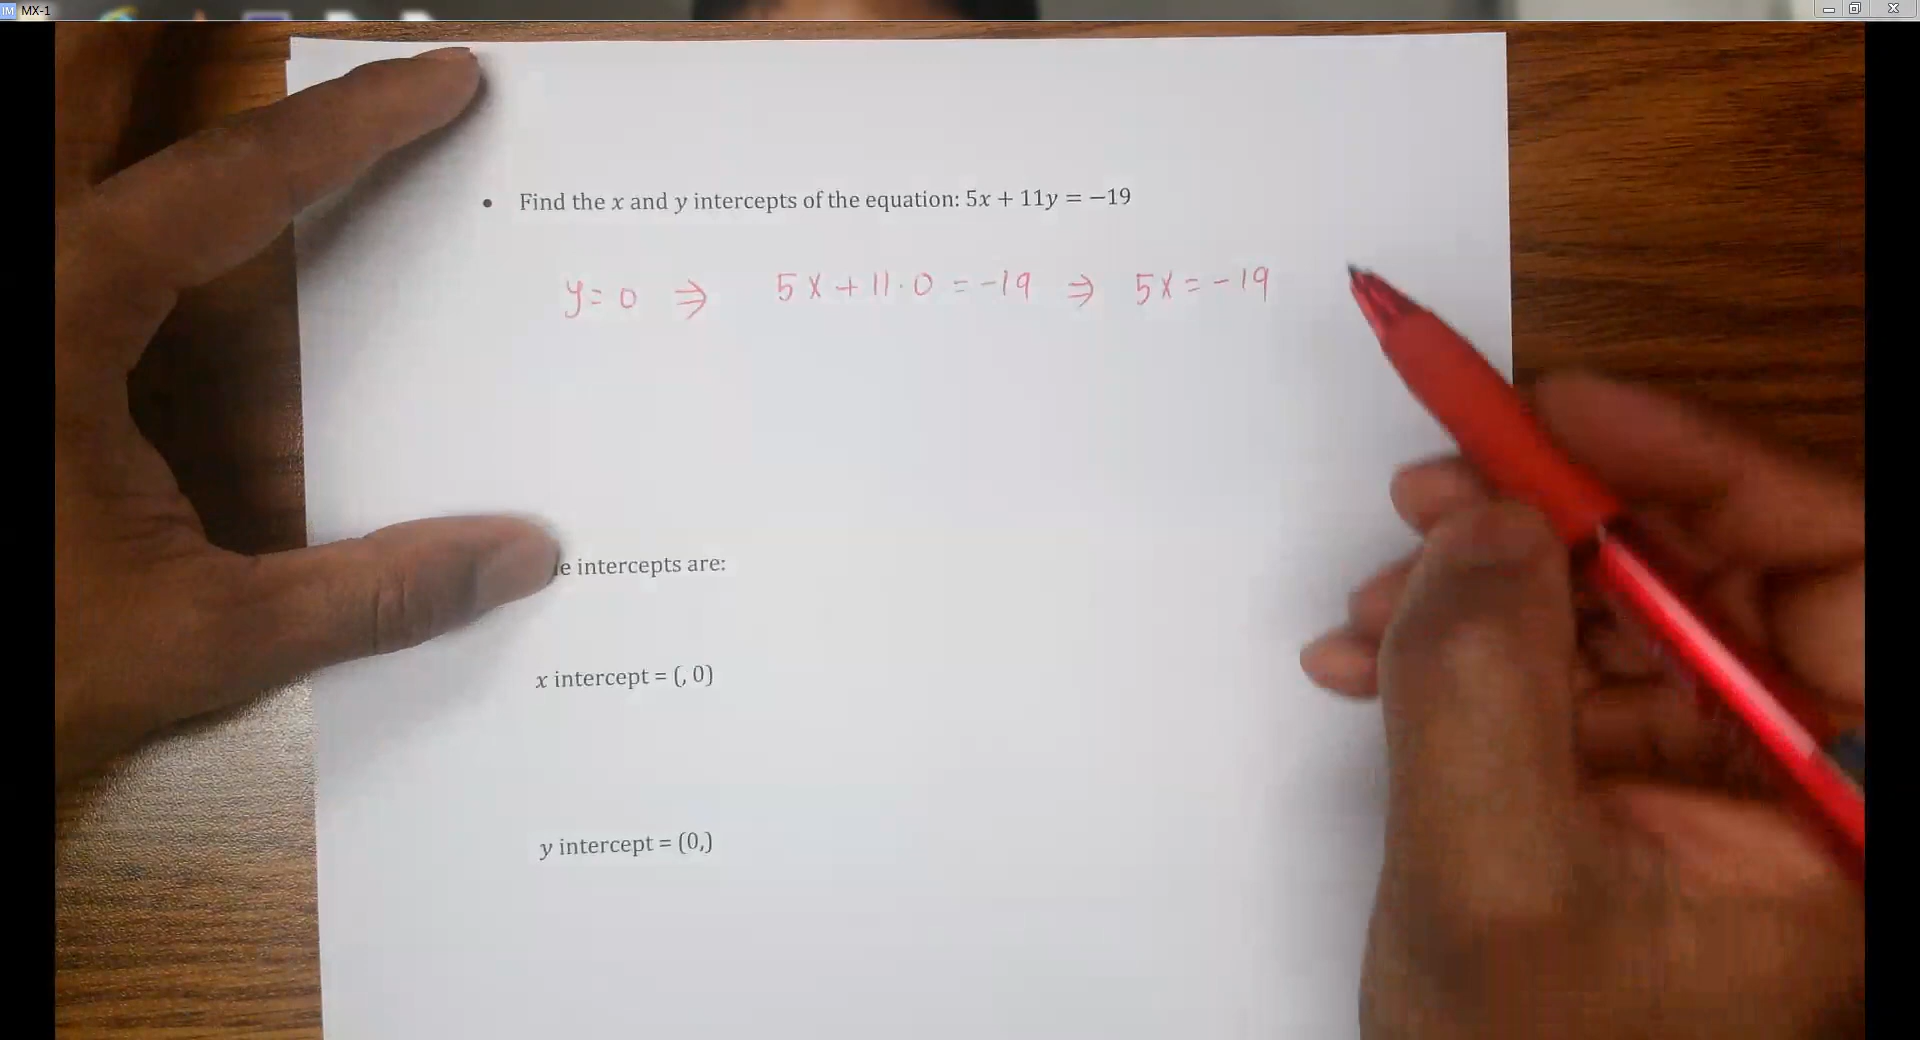 MX-1
• Find the x and y intercepts of the equation: 5x + 11y = −19
y = 0 ⇒ 5x + 11·0 = -19 ⇒ 5x = -19
intercepts are:
x intercept = (, 0)
y intercept = (0,)